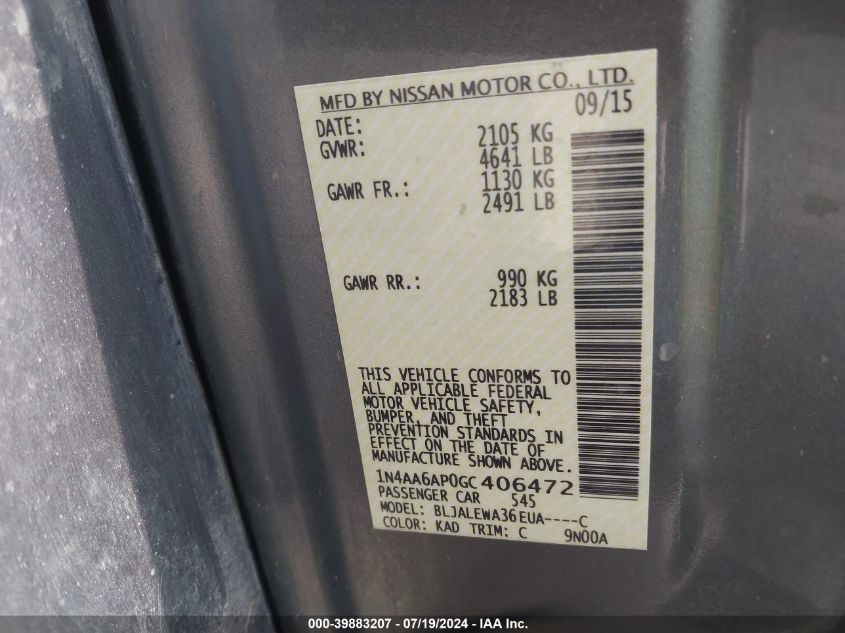 MFD BY NISSAN MOTOR CO., LTD.
DATE: 09/15
GVWR: 2105 KG
4641 LB
GAWR FR.: 1130 KG
2491 LB
GAWR RR.: 990 KG
2183 LB
THIS VEHICLE CONFORMS TO
ALL APPLICABLE FEDERAL
MOTOR VEHICLE SAFETY,
BUMPER, AND THEFT
PREVENTION STANDARDS IN
EFFECT ON THE DATE OF
MANUFACTURE SHOWN ABOVE.
1N4AA6AP0GC406472
PASSENGER CAR 545
MODEL: BLJALEWA36EUA----C
COLOR: KAD TRIM: C 9N00A
000-39883207 - 07/19/2024 - IAA Inc.